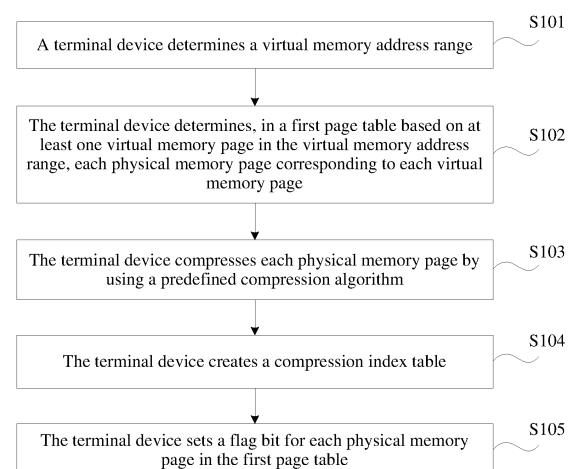 S101
A terminal device determines a virtual memory address range
S102
The terminal device determines, in a first page table based on at
least one virtual memory page in the virtual memory address
range, each physical memory page corresponding to each virtual
memory page
S103
The terminal device compresses each physical memory page by
using a predefined compression algorithm
S104
The terminal device creates a compression index table
S105
The terminal device sets a flag bit for each physical memory
page in the first page table